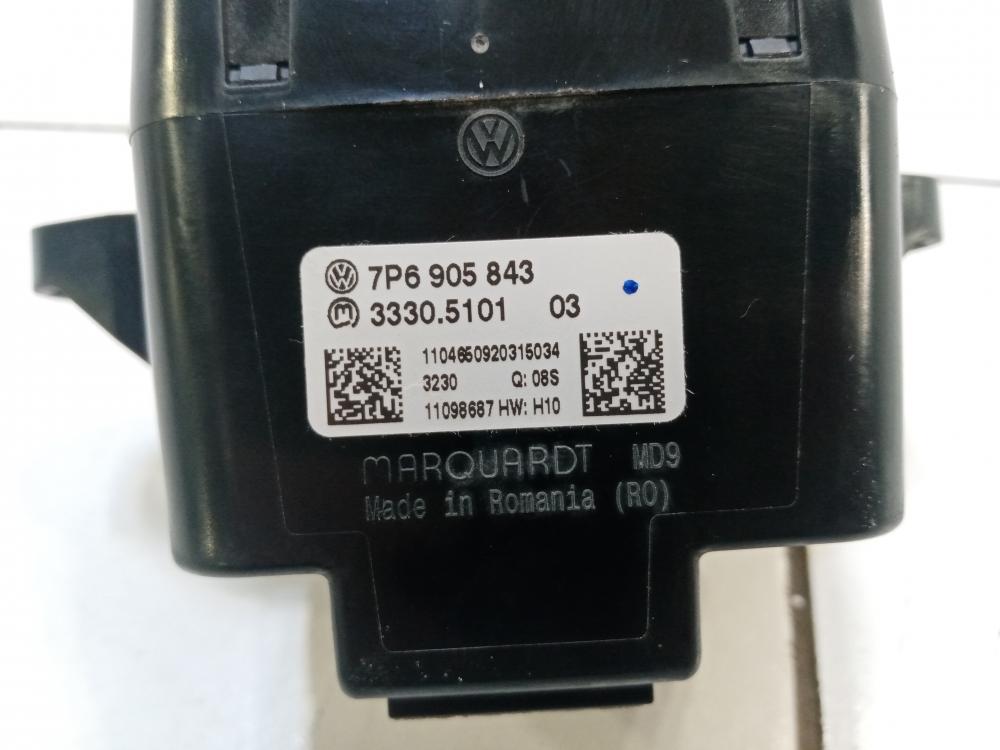 7P6 905 843
3330.5101 03
1104650920315034
3230 Q: 08S
11098687 HW: H10
MARQUARDT MD9
Made in Romania (RO)